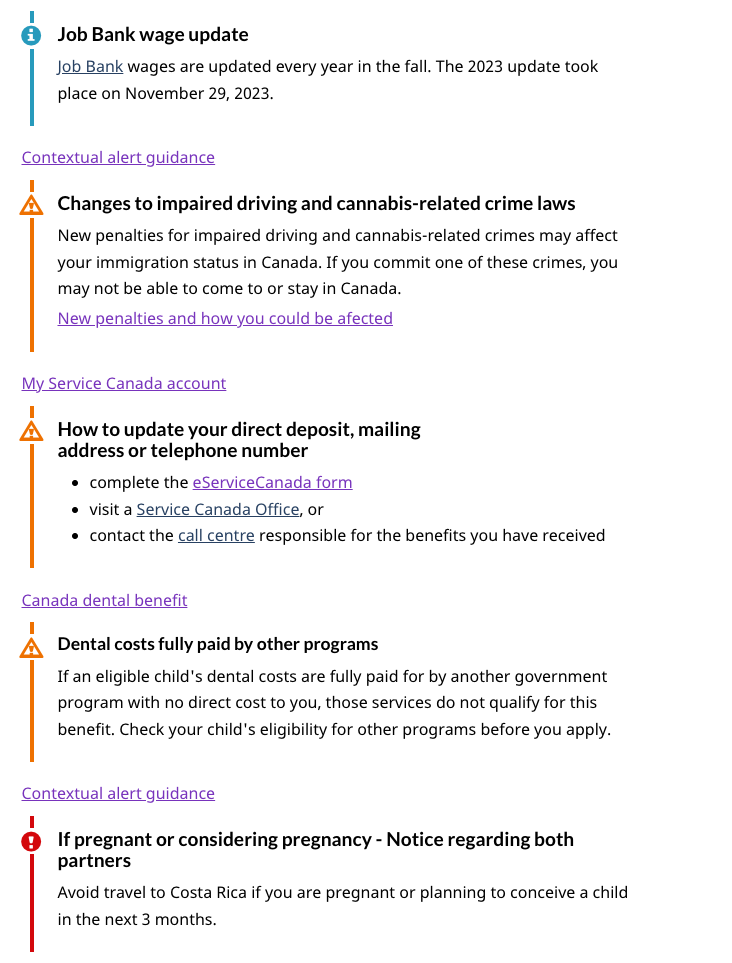 Job Bank wage update
Job Bank wages are updated every year in the fall. The 2023 update took
place on November 29, 2023.
Contextual alert guidance
Changes to impaired driving and cannabis-related crime laws
New penalties for impaired driving and cannabis-related crimes may affect
your immigration status in Canada. If you commit one of these crimes, you
may not be able to come to or stay in Canada.
New penalties and how you could be afected
My Service Canada account
How to update your direct deposit, mailing
address or telephone number
• complete the eServiceCanada form
• visit a Service Canada Office, or
• contact the call centre responsible for the benefits you have received
Canada dental benefit
Dental costs fully paid by other programs
If an eligible child's dental costs are fully paid for by another government
program with no direct cost to you, those services do not qualify for this
benefit. Check your child's eligibility for other programs before you apply.
Contextual alert guidance
If pregnant or considering pregnancy - Notice regarding both
partners
Avoid travel to Costa Rica if you are pregnant or planning to conceive a child
in the next 3 months.